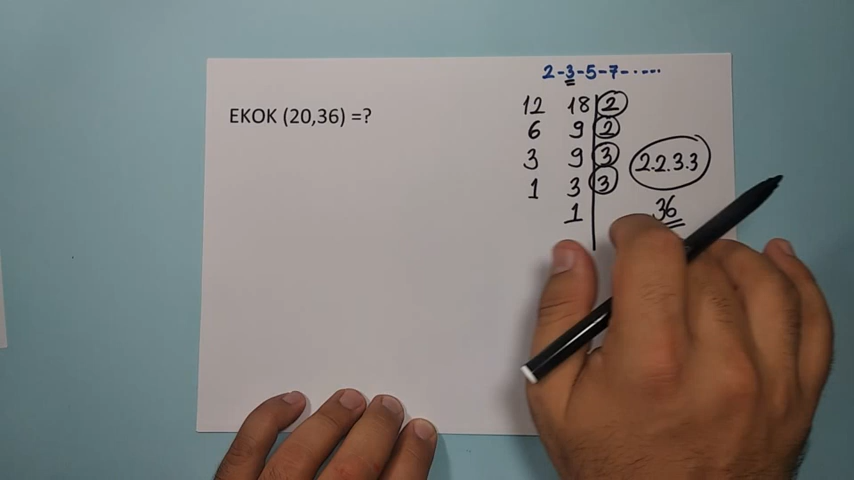 EKOK (20,36) =?
2-3-5-7-.....
12 18 2
6 9 2
3 9 3
1 3 3
1
2.2.3.3
36